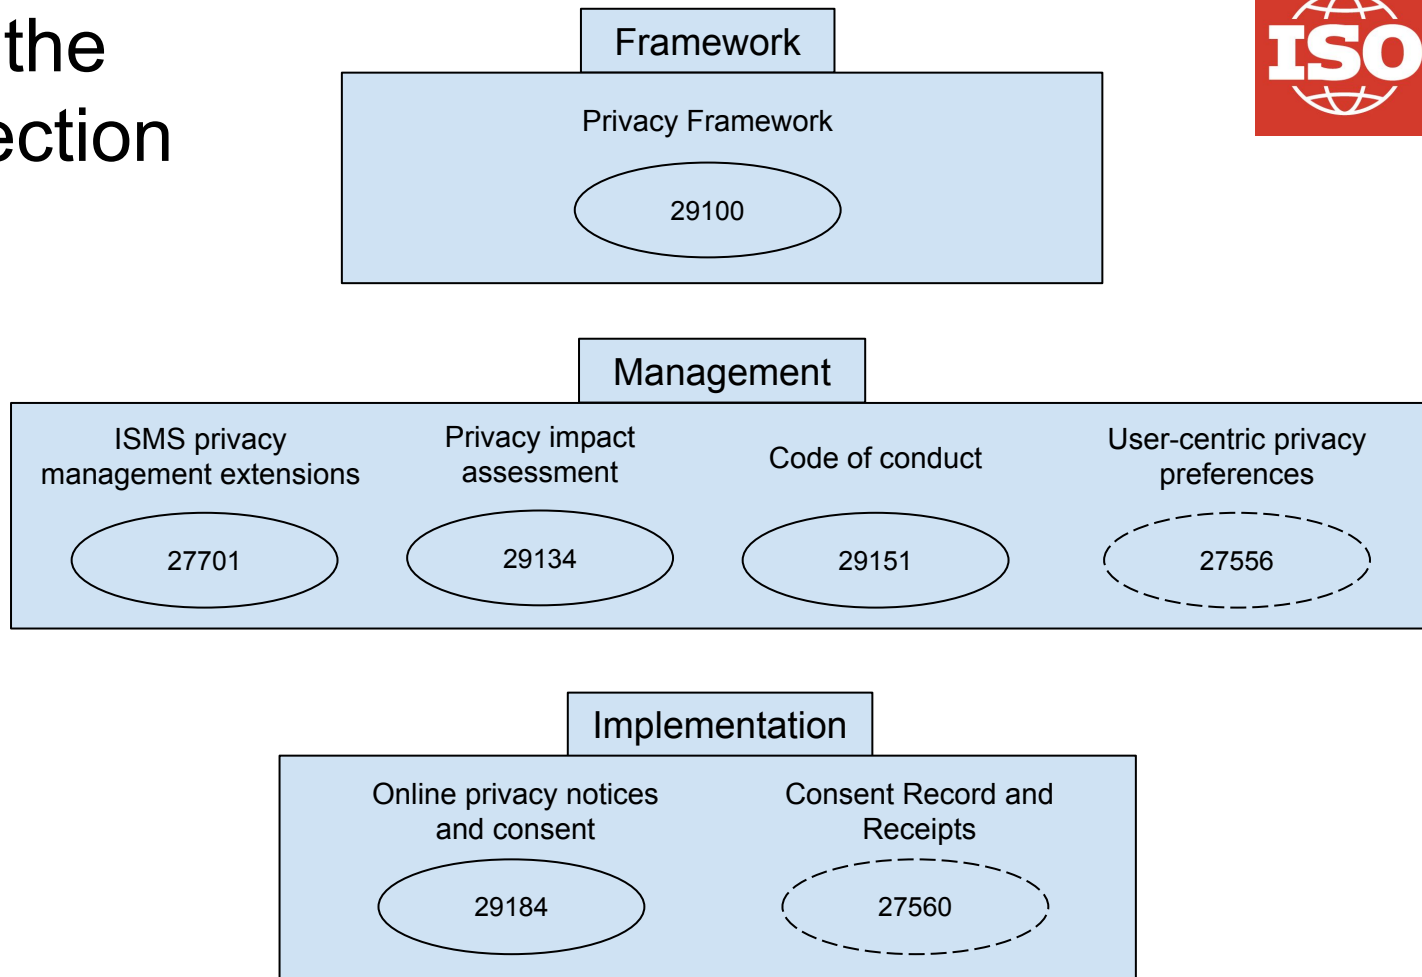 the
ection
Framework
ISO
Privacy Framework
29100
Management
ISMS privacy
management extensions
Privacy impact
assessment
Code of conduct
User-centric privacy
preferences
27701
29134
29151
27556
Implementation
Online privacy notices
and consent
Consent Record and
Receipts
29184
27560